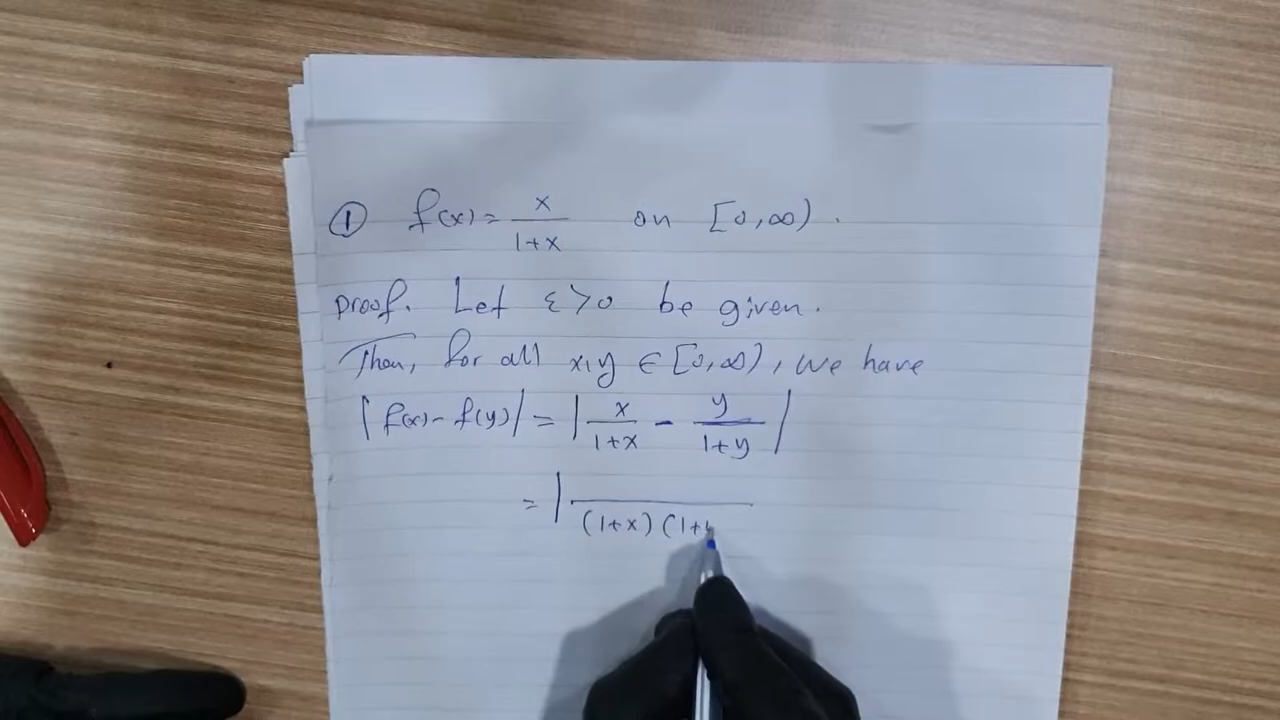 ① f(x) = x/(1+x) on [0,∞).
proof. Let ε>0 be given.
Then, for all x,y ∈ [0,∞), we have
|f(x) - f(y)| = | x/(1+x) - y/(1+y) |
= | /((1+x)(1+